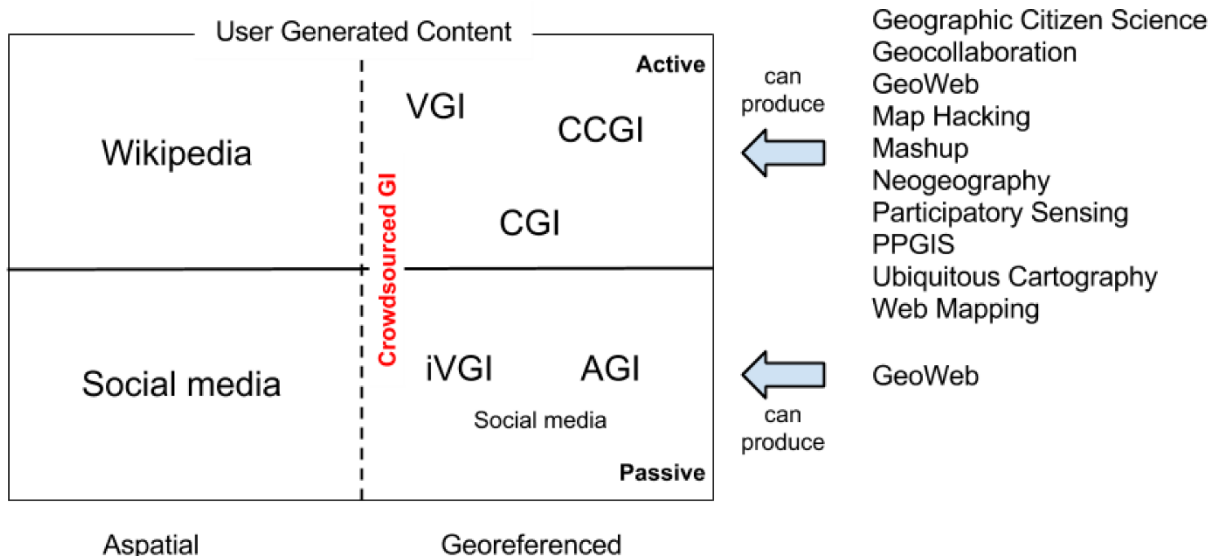 User Generated Content
Active
VGI
CCGI
Wikipedia
CGI
Crowdsourced GI
Social media
iVGI
AGI
Social media
Passive
Aspatial
Georeferenced
can
produce
Geographic Citizen Science
Geocollaboration
GeoWeb
Map Hacking
Mashup
Neogeography
Participatory Sensing
PPGIS
Ubiquitous Cartography
Web Mapping
GeoWeb
can
produce